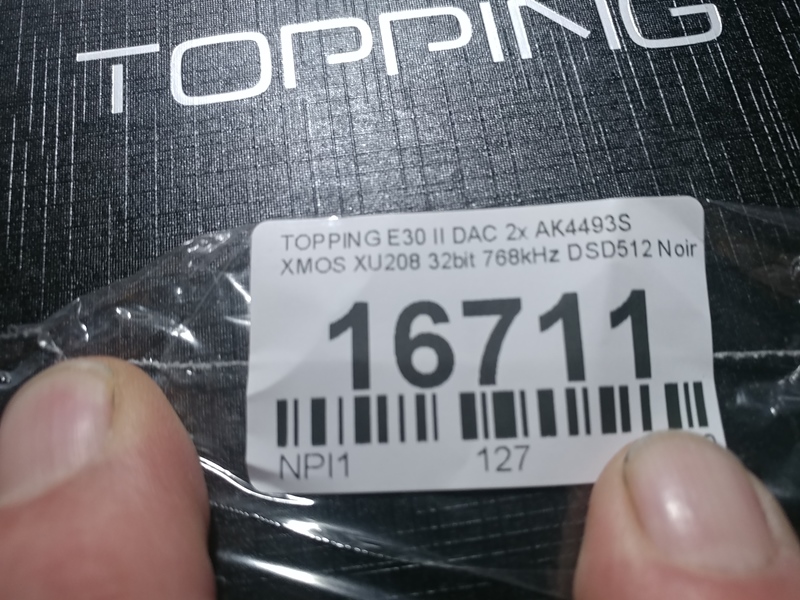 TOPPING
TOPPING E30 II DAC 2x AK4493S
XMOS XU208 32bit 768kHz DSD512 Noir
16711
NPI1 127